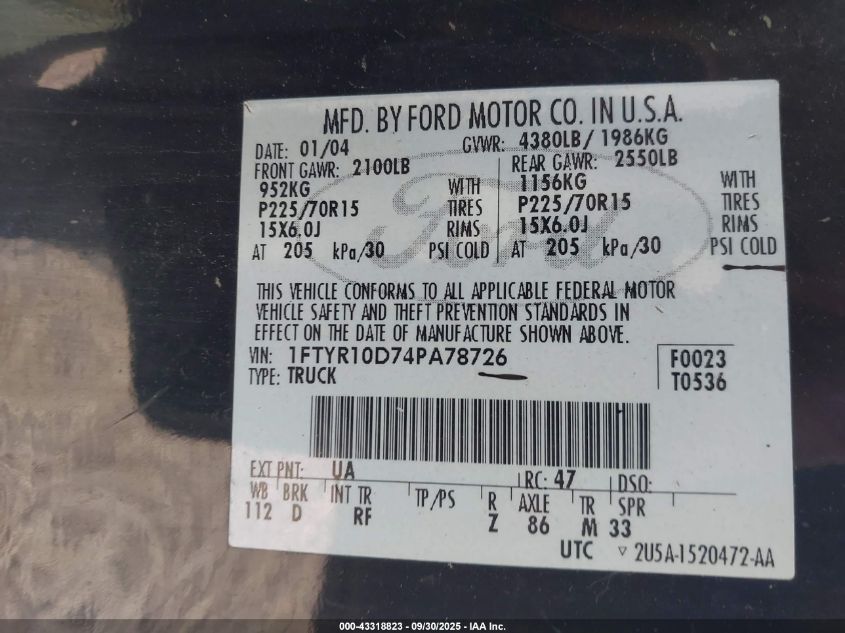 MFD. BY FORD MOTOR CO. IN U.S.A.
DATE: 01/04 GVWR: 4380LB/ 1986KG
FRONT GAWR: 2100LB REAR GAWR: 2550LB
952KG WITH 1156KG WITH
P225/70R15 TIRES P225/70R15 TIRES
15X6.0J RIMS 15X6.0J RIMS
AT 205 kPa/30 PSI COLD AT 205 kPa/30 PSI COLD
Ford
THIS VEHICLE CONFORMS TO ALL APPLICABLE FEDERAL MOTOR
VEHICLE SAFETY AND THEFT PREVENTION STANDARDS IN
EFFECT ON THE DATE OF MANUFACTURE SHOWN ABOVE.
VIN: 1FTYR10D74PA78726 F0023
TYPE: TRUCK T0536
EXT PNT: UA RC: 47 DSO:
WB BRK INT TR TP/PS R AXLE TR SPR
112 D RF Z 86 M 33
UTC ▽ 2U5A-1520472-AA
000-43318823 - 09/30/2025 - IAA Inc.